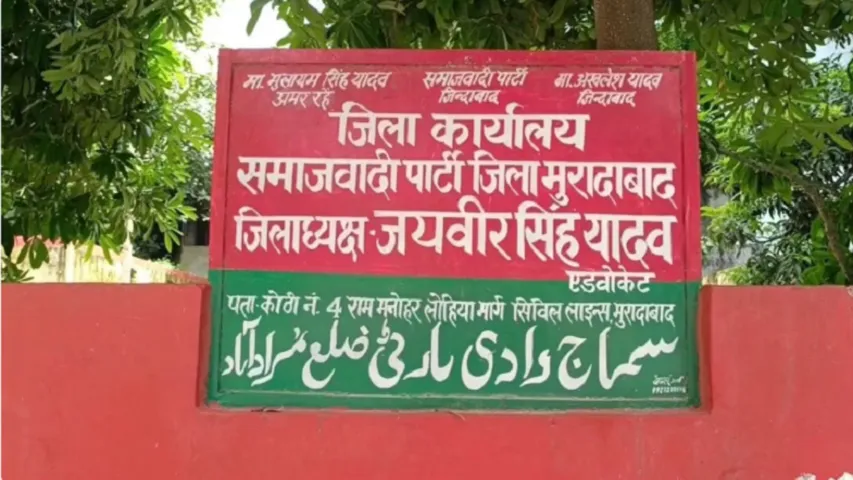 मा. मुलायम सिंह यादव समाजवादी पार्टी मा. अखलेश यादव
अमर रहें जिन्दाबाद जिन्दाबाद
जिला कार्यालय
समाजवादी पार्टी जिला मुरादाबाद
जिलाध्यक्ष-जयवीर सिंह यादव
एडवोकेट
पता-कोठी नं. 4 राम मनोहर लोहिया मार्ग सिविल लाइन्स, मुरादाबाद
سماج وادی پارٹی ضلع مرادآباد